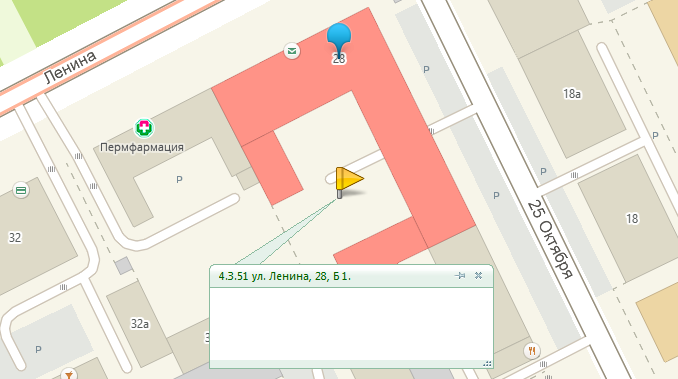 Ленина
28
P
18а
Пермфармация
P
P
P
32
25 Октября
18
4.3.51 ул. Ленина, 28, Б 1.
32а
P